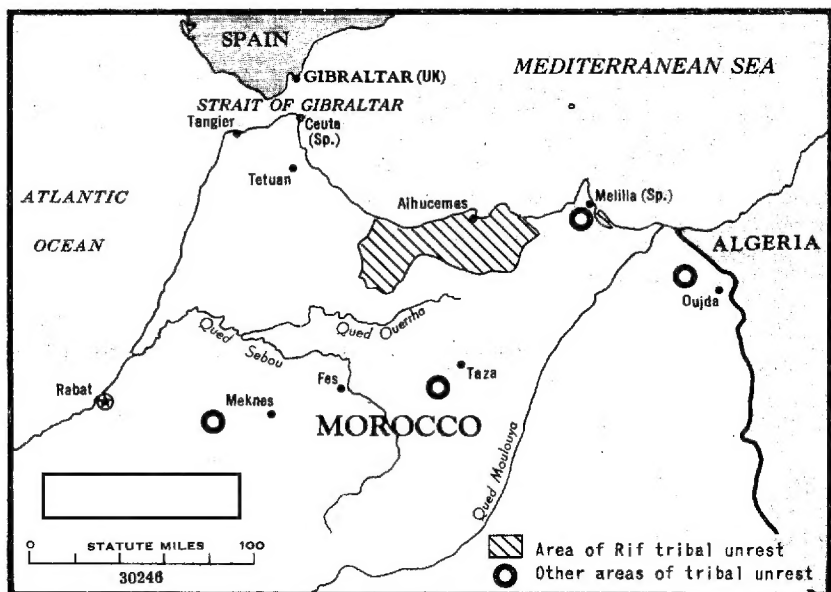 SPAIN
GIBRALTAR (UK)
MEDITERRANEAN SEA
STRAIT OF GIBRALTAR
Tangier
Ceuta
(Sp.)
Tetuan
ATLANTIC
OCEAN
Alhucemas
Melilla (Sp.)
ALGERIA
Oujda
Qued Ouerrha
Qued
Sebou
Rabat
Fes
Taza
Meknes
MOROCCO
Qued Moulouya
0 STATUTE MILES 100
30246
Area of Rif tribal unrest
Other areas of tribal unrest